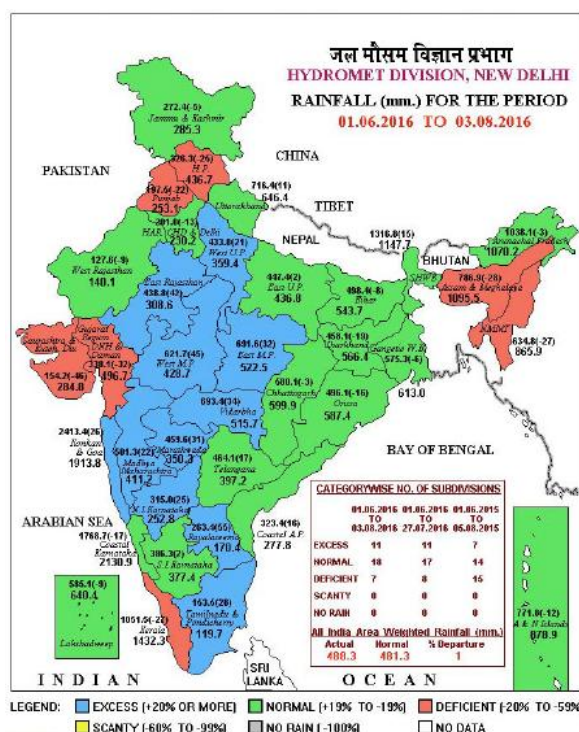 जल मौसम विज्ञान प्रभाग
HYDROMET DIVISION, NEW DELHI
RAINFALL (mm.) FOR THE PERIOD
01.06.2016 TO 03.08.2016
272.4(-5)
Jammu & Kashmir
285.3
CHINA
PAKISTAN
326.3(-25)
H.P.
436.7
197.6(-22)
Punjab
253.1
716.4(11)
Uttarakhand
646.4
TIBET
201.0(-13)
HAR. CHD & Delhi
230.2
NEPAL
433.8(21)
West U.P.
359.4
1316.8(15)
1147.7
BHUTAN
1038.1(-3)
Arunachal Pradesh
1070.2
127.6(-9)
West Rajasthan
140.1
East Rajasthan
438.8(42)
308.6
447.4(2)
East U.P.
436.8
498.4(-8)
Bihar
543.7
SHWB
786.9(-28)
Assam & Meghalaya
1095.5
NMMT
634.8(-27)
865.9
Saurashtra &
Kutch, Diu
154.2(-46)
284.8
Gujarat
Region
DNH &
Daman
496.7
621.7(45)
West M.P.
428.7
691.6(32)
East M.P.
522.5
458.1(-19)
Jharkhand
566.4
Gangetic W.B.
575.3(-6)
613.0
600.1(-3)
Chhattisgarh
599.9
496.1(-16)
Orissa
587.4
693.4(34)
Vidarbha
515.7
2413.4(26)
Konkan
& Goa
1913.8
501.3(22)
Madhya
Maharashtra
411.2
459.6(31)
Marathwada
350.3
464.1(17)
Telangana
397.2
BAY OF BENGAL
315.8(25)
N.I.Karnataka
252.8
ARABIAN SEA
1768.7(-17)
Coastal
Karnataka
2130.9
263.4(55)
Rayalaseema
170.4
323.4(16)
Coastal A.P.
277.8
386.3(2)
S.I.Karnataka
377.4
585.1(-9)
640.4
Lakshadweep
1051.5(-27)
Kerala
1432.3
153.5(28)
Tamilnadu &
Pondicherry
119.7
771.0(-12)
A & N Islands
878.9
CATEGORYWISE NO. OF SUBDIVISIONS
01.06.2016 TO 03.08.2016 01.06.2016 TO 27.07.2016 01.06.2015 TO 05.08.2015
EXCESS 11 11 7
NORMAL 18 17 14
DEFICIENT 7 8 15
SCANTY 0 0 0
NO RAIN 0 0 0
All India Area Weighted Rainfall (mm.)
Actual Normal % Departure
488.3 481.3 1
SRI
LANKA
INDIAN OCEAN
LEGEND: EXCESS (+20% OR MORE) NORMAL (+19% TO -19%) DEFICIENT (-20% TO -59%)
SCANTY (-60% TO -99%) NO RAIN (-100%) NO DATA